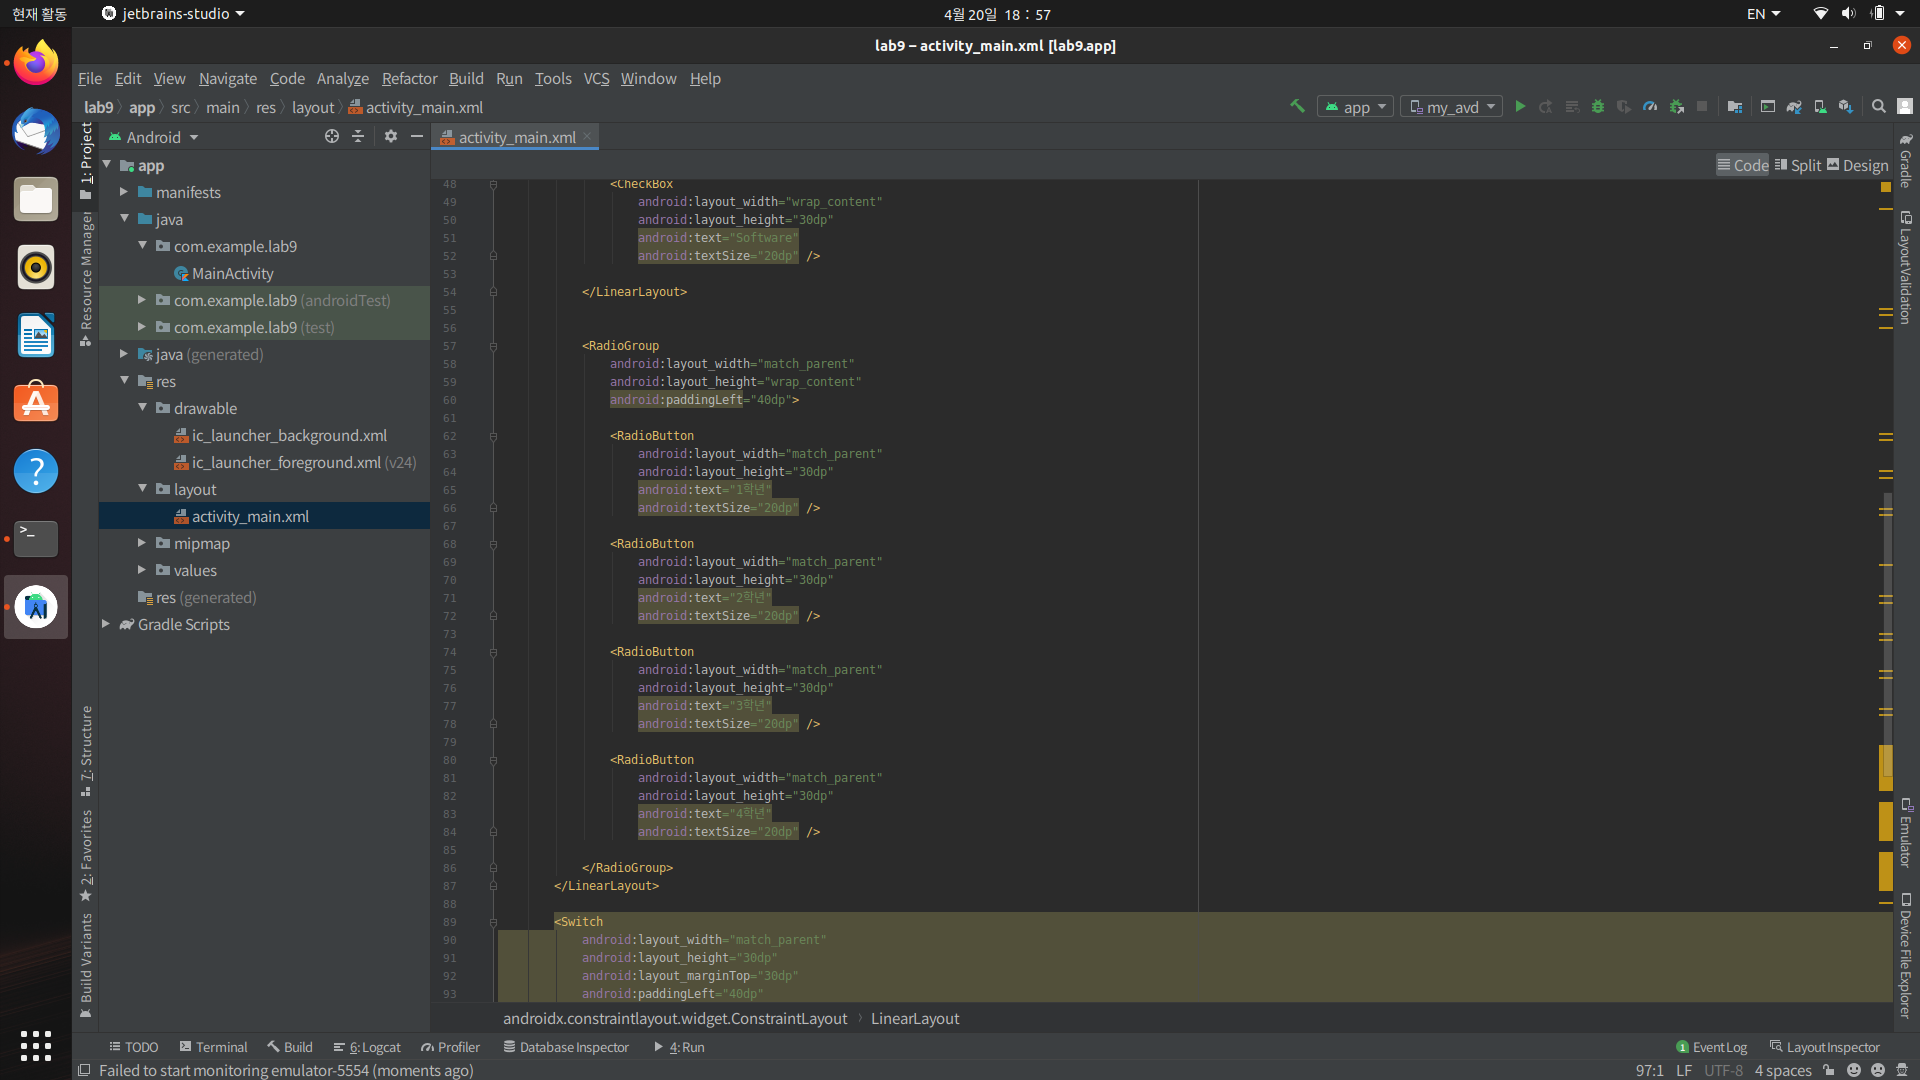 현재 활동
jetbrains-studio
4월 20일 18 : 57
EN
lab9 – activity_main.xml [lab9.app]
File Edit View Navigate Code Analyze Refactor Build Run Tools VCS Window Help
lab9 app src main res layout activity_main.xml
app
my_avd
1: Project
Resource Manager
7: Structure
2: Favorites
Build Variants
Android
app
manifests
java
com.example.lab9
MainActivity
com.example.lab9 (androidTest)
com.example.lab9 (test)
java (generated)
res
drawable
ic_launcher_background.xml
ic_launcher_foreground.xml (v24)
layout
activity_main.xml
mipmap
values
res (generated)
Gradle Scripts
activity_main.xml
Code Split Design
48 <CheckBox
49 android:layout_width="wrap_content"
50 android:layout_height="30dp"
51 android:text="Software"
52 android:textSize="20dp" />
53
54 </LinearLayout>
55
56
57 <RadioGroup
58 android:layout_width="match_parent"
59 android:layout_height="wrap_content"
60 android:paddingLeft="40dp">
61
62 <RadioButton
63 android:layout_width="match_parent"
64 android:layout_height="30dp"
65 android:text="1학년"
66 android:textSize="20dp" />
67
68 <RadioButton
69 android:layout_width="match_parent"
70 android:layout_height="30dp"
71 android:text="2학년"
72 android:textSize="20dp" />
73
74 <RadioButton
75 android:layout_width="match_parent"
76 android:layout_height="30dp"
77 android:text="3학년"
78 android:textSize="20dp" />
79
80 <RadioButton
81 android:layout_width="match_parent"
82 android:layout_height="30dp"
83 android:text="4학년"
84 android:textSize="20dp" />
85
86 </RadioGroup>
87 </LinearLayout>
88
89 <Switch
90 android:layout_width="match_parent"
91 android:layout_height="30dp"
92 android:layout_marginTop="30dp"
93 android:paddingLeft="40dp"
androidx.constraintlayout.widget.ConstraintLayout LinearLayout
Gradle
LayoutValidation
Emulator
Device File Explorer
TODO Terminal Build 6: Logcat Profiler Database Inspector 4: Run
1 Event Log Layout Inspector
Failed to start monitoring emulator-5554 (moments ago)
97:1 LF UTF-8 4 spaces